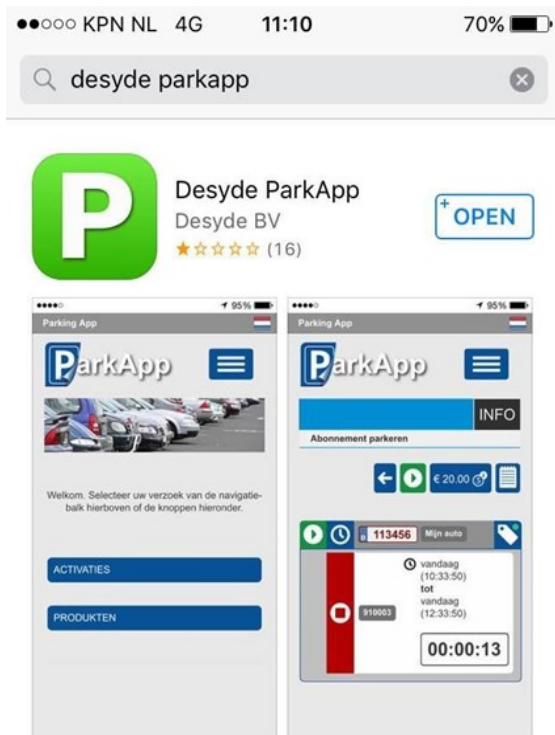 KPN NL 4G 11:10 70%
desyde parkapp
P
Desyde ParkApp
Desyde BV
(16)
+ OPEN
95%
Parking App
ParkApp
Welkom. Selecteer uw verzoek van de navigatie-
balk hierboven of de knoppen hieronder.
ACTIVATIES
PRODUKTEN
95%
Parking App
ParkApp
INFO
Abonnement parkeren
€ 20.00
113456 Mijn auto
vandaag
(10:33:50)
tot
vandaag
(12:33:50)
910003
00:00:13